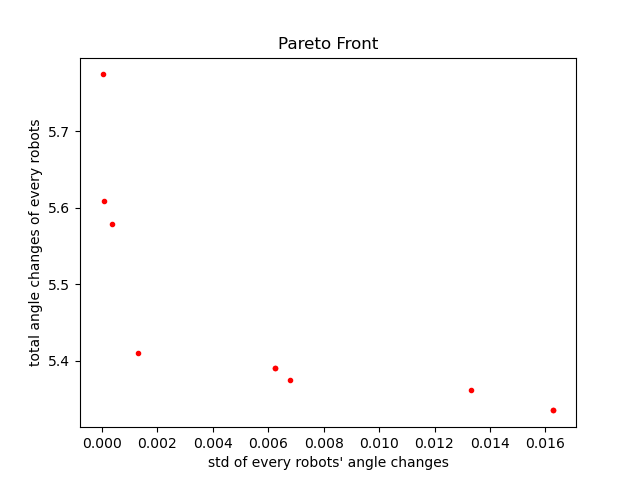 Pareto Front
total angle changes of every robots
5.7
5.6
5.5
5.4
0.000 0.002 0.004 0.006 0.008 0.010 0.012 0.014 0.016
std of every robots' angle changes